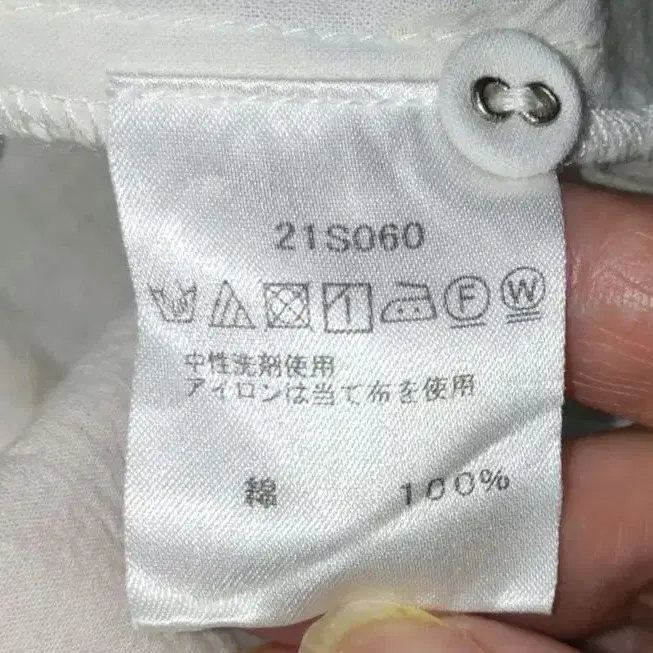 21S060
F W
中性洗剤使用
アイロンは当て布を使用
綿 100%